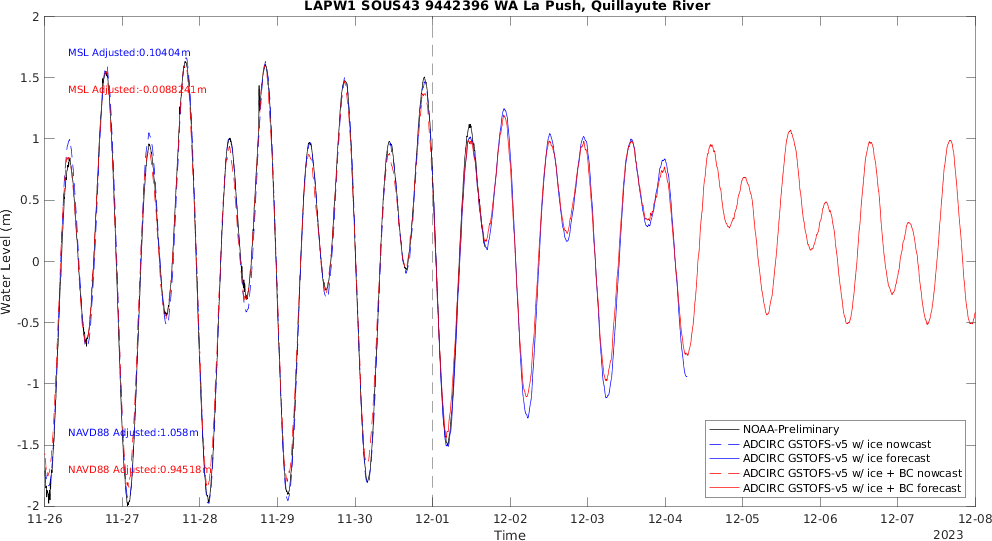 LAPW1 SOUS43 9442396 WA La Push, Quillayute River
2
1.5
1
0.5
0
-0.5
-1
-1.5
-2
Water Level (m)
MSL Adjusted:0.10404m
MSL Adjusted:-0.0088241m
NAVD88 Adjusted:1.058m
NAVD88 Adjusted:0.94518m
NOAA-Preliminary
ADCIRC GSTOFS-v5 w/ ice nowcast
ADCIRC GSTOFS-v5 w/ ice forecast
ADCIRC GSTOFS-v5 w/ ice + BC nowcast
ADCIRC GSTOFS-v5 w/ ice + BC forecast
11-26 11-27 11-28 11-29 11-30 12-01 12-02 12-03 12-04 12-05 12-06 12-07 12-08
Time
2023